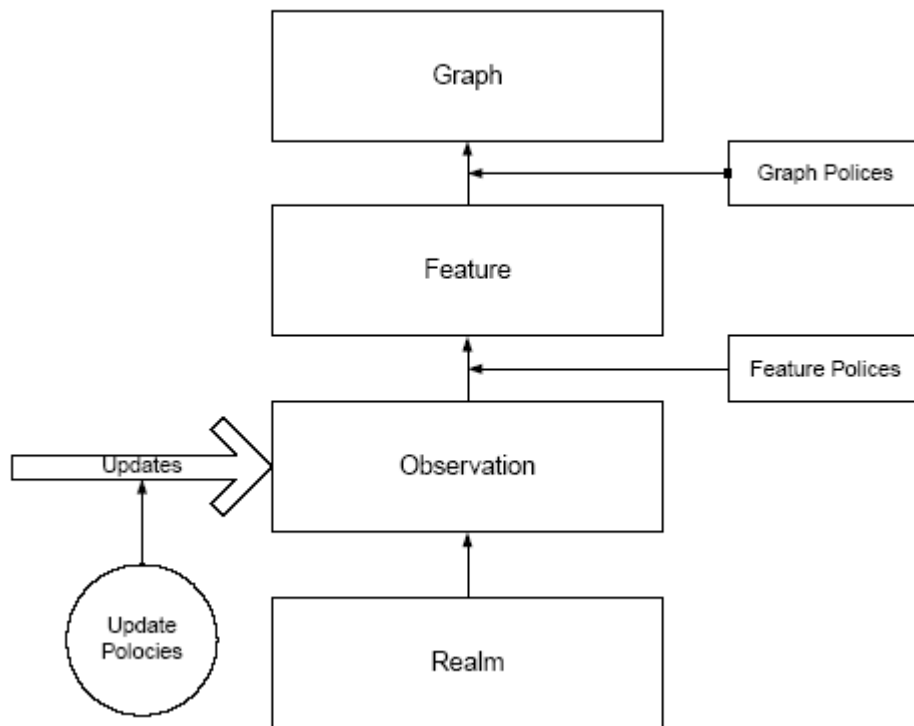 Graph
Graph Polices
Feature
Feature Polices
Updates
Observation
Update
Polocies
Realm